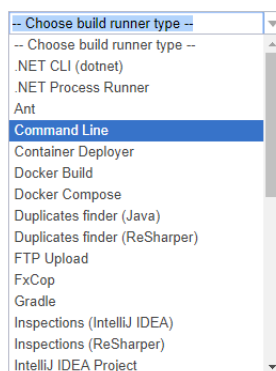 -- Choose build runner type --
-- Choose build runner type --
.NET CLI (dotnet)
.NET Process Runner
Ant
Command Line
Container Deployer
Docker Build
Docker Compose
Duplicates finder (Java)
Duplicates finder (ReSharper)
FTP Upload
FxCop
Gradle
Inspections (IntelliJ IDEA)
Inspections (ReSharper)
IntelliJ IDEA Project